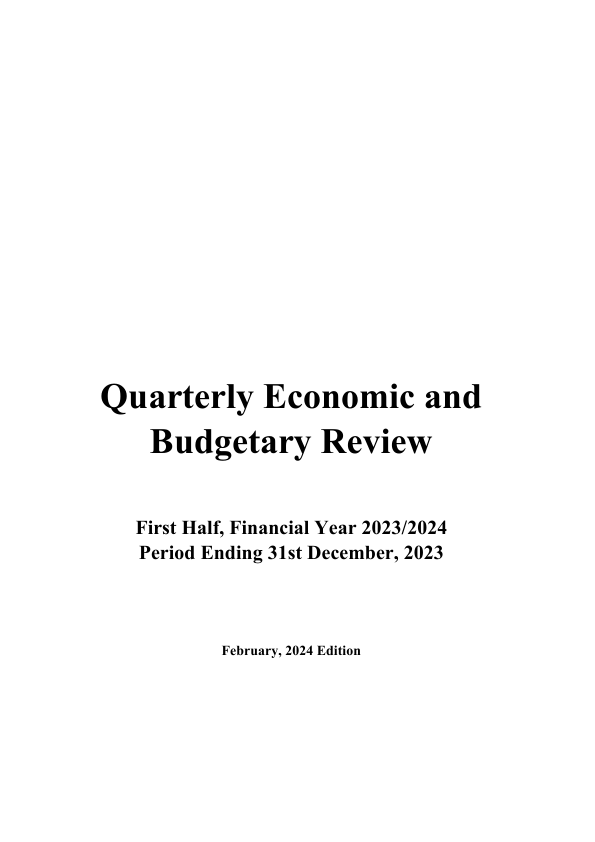 Quarterly Economic and
Budgetary Review
First Half, Financial Year 2023/2024
Period Ending 31st December, 2023
February, 2024 Edition